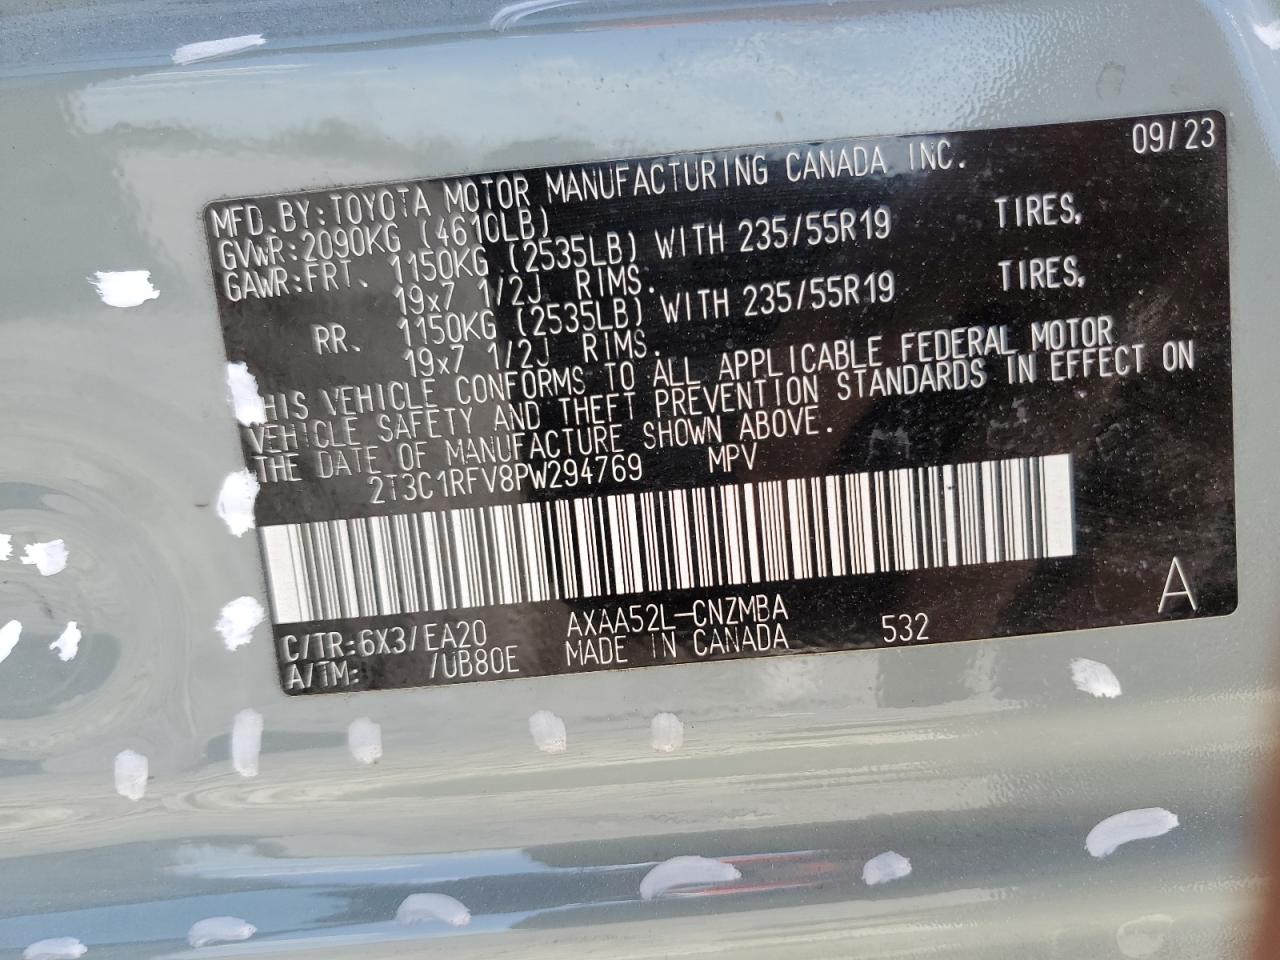 09/23
MFD.BY:TOYOTA MOTOR MANUFACTURING CANADA INC.
GVWR:2090KG (4610LB)
GAWR:FRT. 1150KG (2535LB) WITH 235/55R19 TIRES,
19x7 1/2J RIMS.
RR. 1150KG (2535LB) WITH 235/55R19 TIRES,
19x7 1/2J RIMS.
THIS VEHICLE CONFORMS TO ALL APPLICABLE FEDERAL MOTOR
VEHICLE SAFETY AND THEFT PREVENTION STANDARDS IN EFFECT ON
THE DATE OF MANUFACTURE SHOWN ABOVE.
2T3C1RFV8PW294769 MPV
C/TR:6X3/EA20 AXAA52L-CNZMBA A
A/TM: /UB80E MADE IN CANADA 532